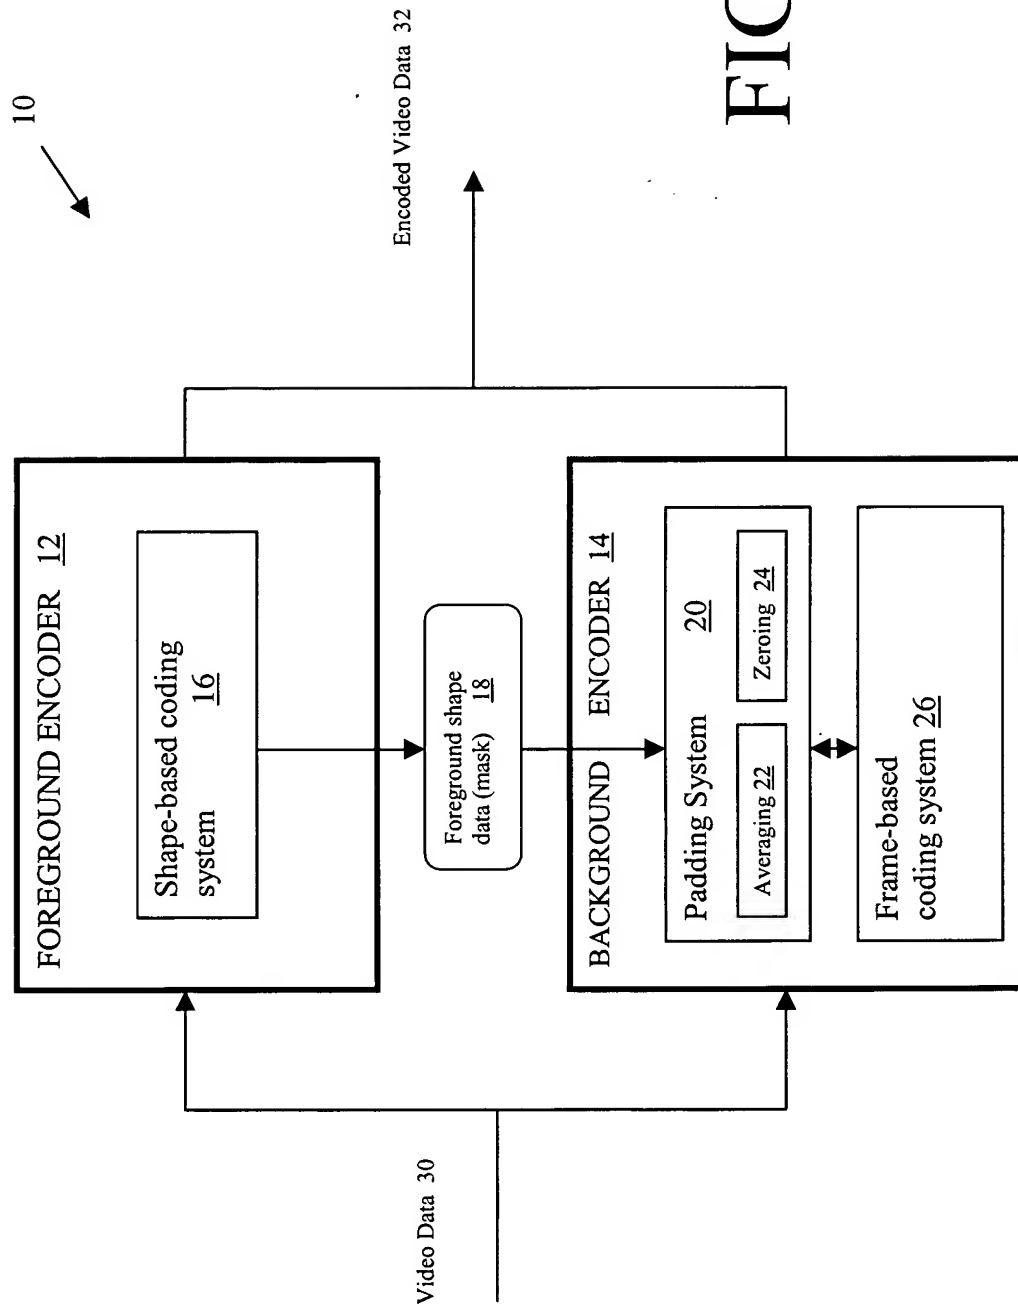 10
Encoded Video Data 32
FOREGROUND ENCODER 12
Shape-based coding
system 16
Foreground shape
data (mask) 18
BACKGROUND ENCODER 14
Padding System 20
Averaging 22
Zeroing 24
Frame-based
coding system 26
Video Data 30
FIG